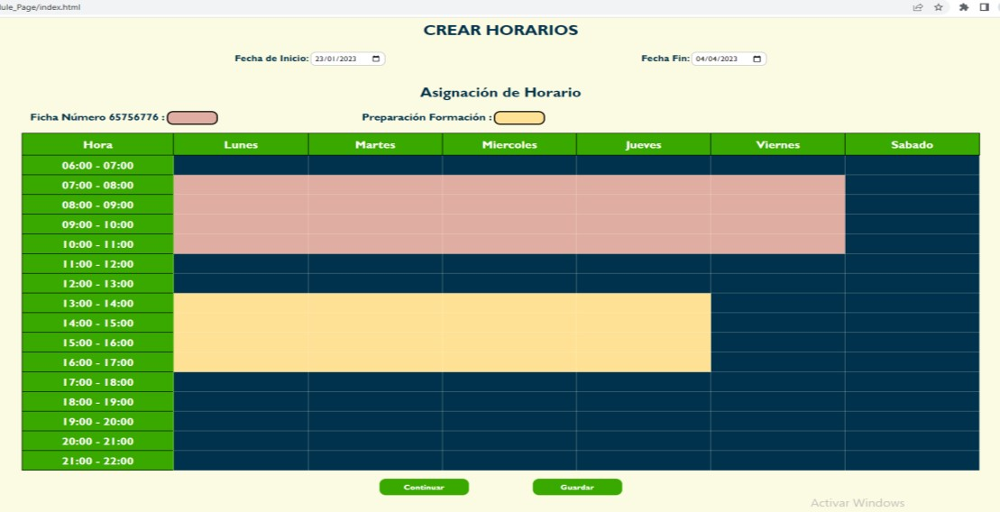 ule_Page/index.html
CREAR HORARIOS
Fecha de Inicio: 23/01/2023 Fecha Fin: 04/04/2023
Asignación de Horario
Ficha Número 65756776 : Preparación Formación :
Hora Lunes Martes Miercoles Jueves Viernes Sabado
06:00 - 07:00
07:00 - 08:00
08:00 - 09:00
09:00 - 10:00
10:00 - 11:00
11:00 - 12:00
12:00 - 13:00
13:00 - 14:00
14:00 - 15:00
15:00 - 16:00
16:00 - 17:00
17:00 - 18:00
18:00 - 19:00
19:00 - 20:00
20:00 - 21:00
21:00 - 22:00
Continuar Guardar
Activar Windows